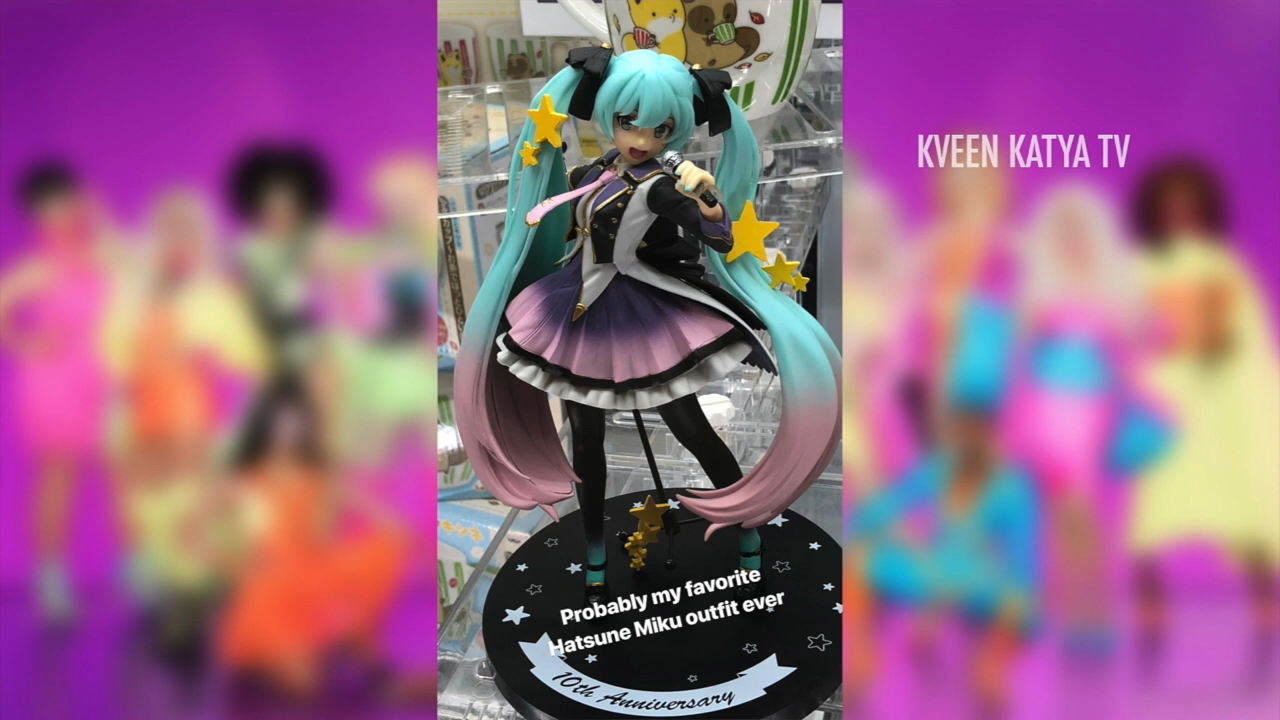 KVEEN KATYA TV
Probably my favorite
Hatsune Miku outfit ever
10th Anniversary